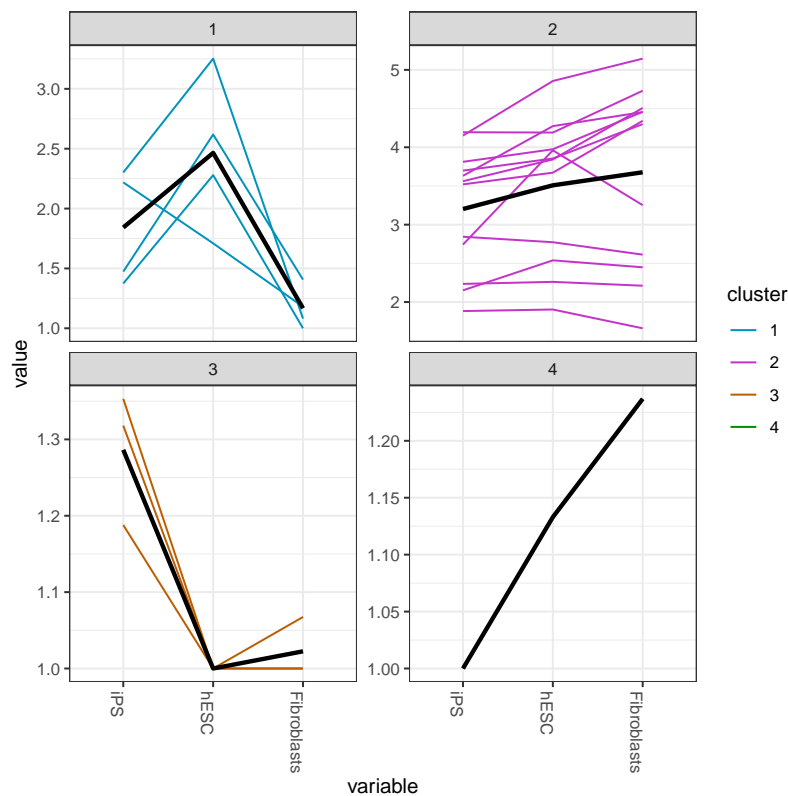 1
2
3.0
2.5
2.0
1.5
1.0
5
4
3
2
3
4
1.3
1.2
1.1
1.0
1.20
1.15
1.10
1.05
1.00
iPS
hESC
Fibroblasts
iPS
hESC
Fibroblasts
value
variable
cluster
1
2
3
4